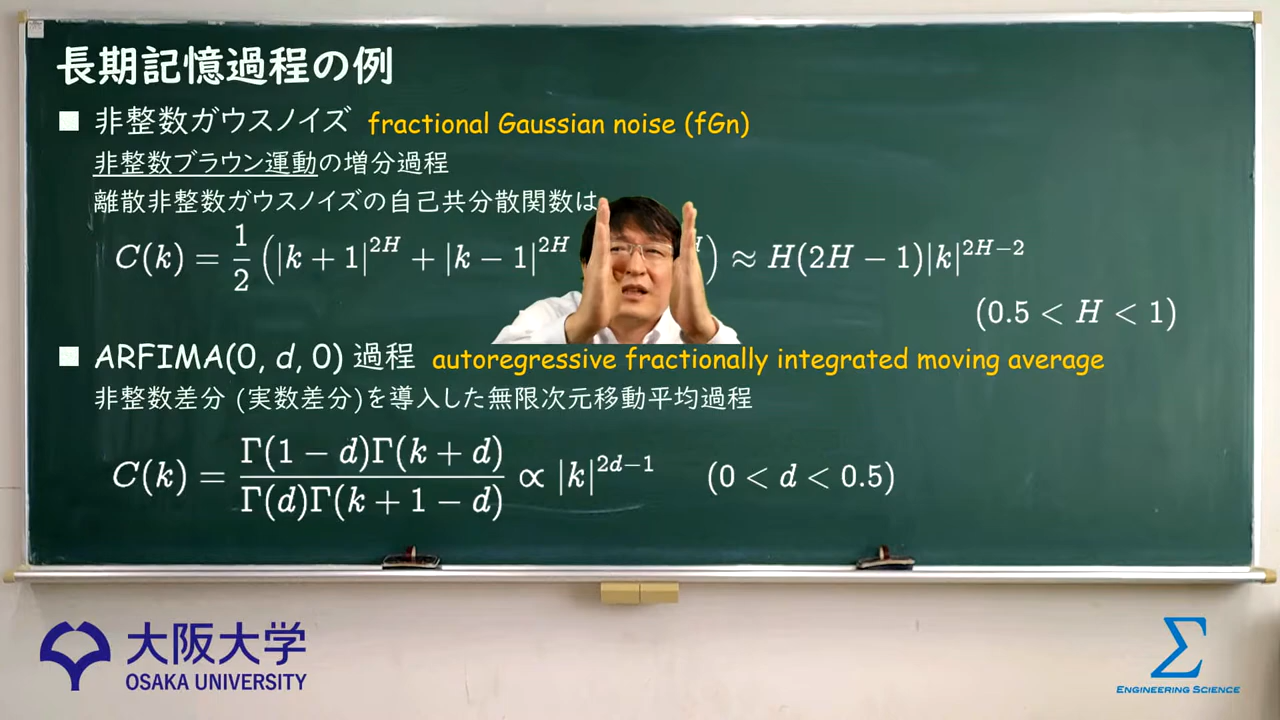 長期記憶過程の例
■ 非整数ガウスノイズ fractional Gaussian noise (fGn)
非整数ブラウン運動の増分過程
離散非整数ガウスノイズの自己共分散関数は
C(k) = 1/2 (|k + 1|^{2H} + |k − 1|^{2H} H) ≈ H(2H − 1)|k|^{2H−2}
(0.5 < H < 1)
■ ARFIMA(0, d, 0) 過程 autoregressive fractionally integrated moving average
非整数差分 (実数差分)を導入した無限次元移動平均過程
C(k) = Γ(1 − d)Γ(k + d) / Γ(d)Γ(k + 1 − d) ∝ |k|^{2d−1} (0 < d < 0.5)
大阪大学
OSAKA UNIVERSITY
Σ
ENGINEERING SCIENCE